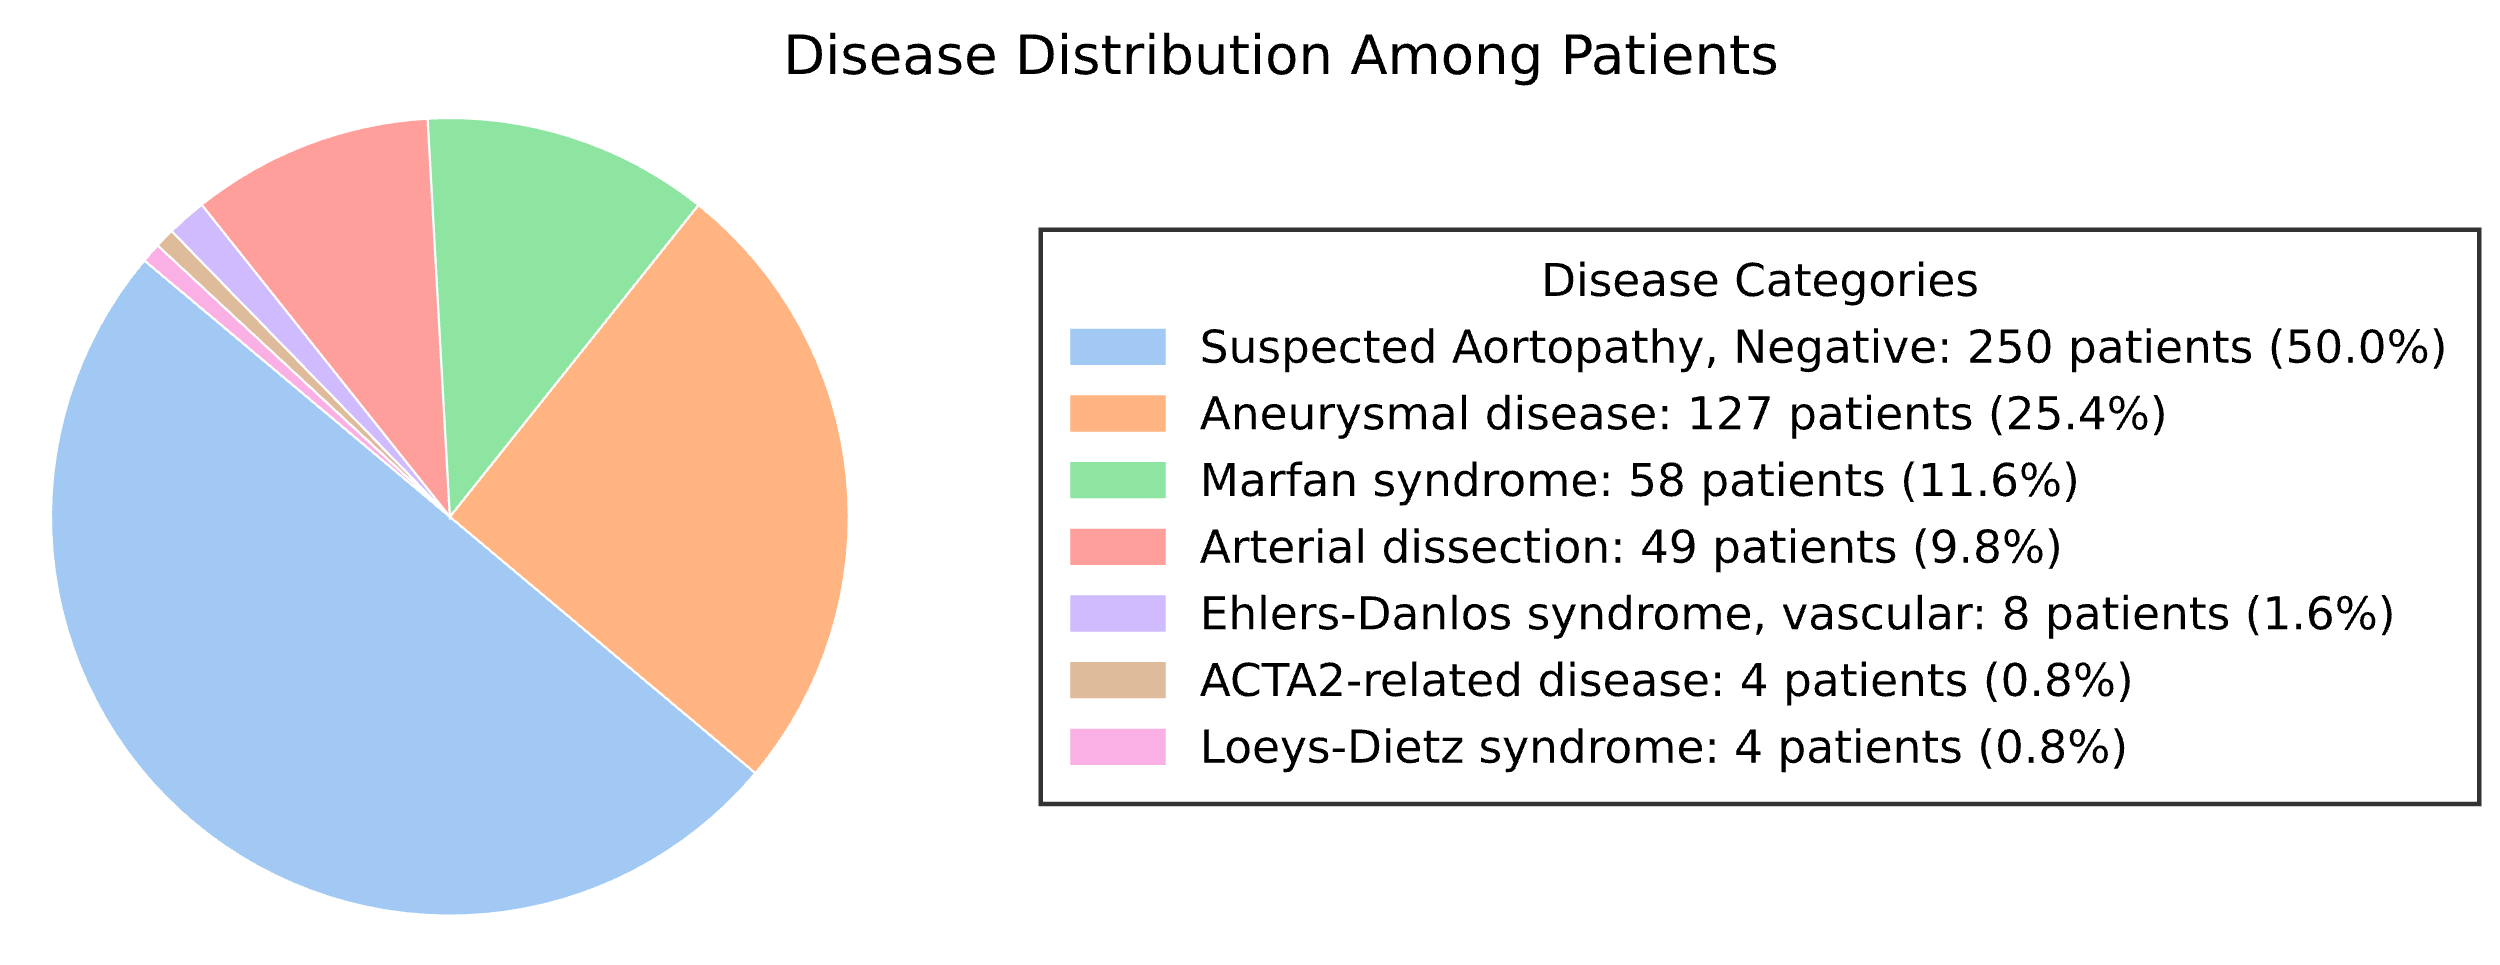 Disease Distribution Among Patients
Disease Categories
Suspected Aortopathy, Negative: 250 patients (50.0%)
Aneurysmal disease: 127 patients (25.4%)
Marfan syndrome: 58 patients (11.6%)
Arterial dissection: 49 patients (9.8%)
Ehlers-Danlos syndrome, vascular: 8 patients (1.6%)
ACTA2-related disease: 4 patients (0.8%)
Loeys-Dietz syndrome: 4 patients (0.8%)